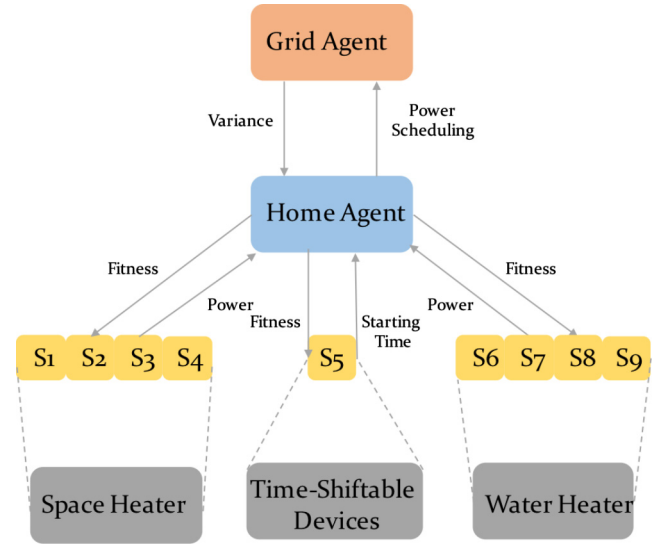 Grid Agent
Variance
Power
Scheduling
Home Agent
Fitness
Power
Fitness
Starting
Time
Power
Fitness
S1 S2 S3 S4
S5
S6 S7 S8 S9
Space Heater
Time-Shiftable
Devices
Water Heater